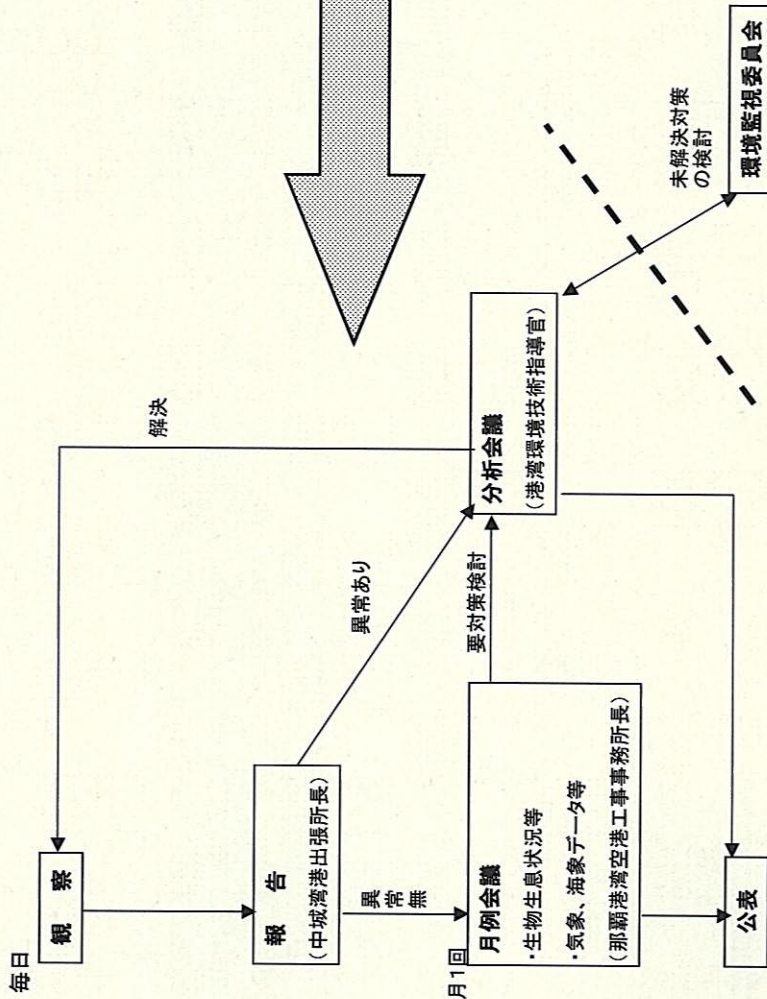 毎日
観　察
報　告
（中城湾港出張所長）
異常あり
異常無
解決
月1回
月例会議
・生物生息状況等
・気象、海象データ等
（那覇港湾空港工事事務所長）
要対策検討
分析会議
（港湾環境技術指導官）
未解決対策
の検討
環境監視委員会
公表